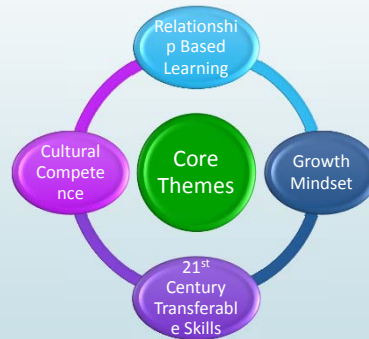 Relationshi
p Based
Learning
Cultural
Compete
nce
Core
Themes
Growth
Mindset
21st
Century
Transferabl
e Skills